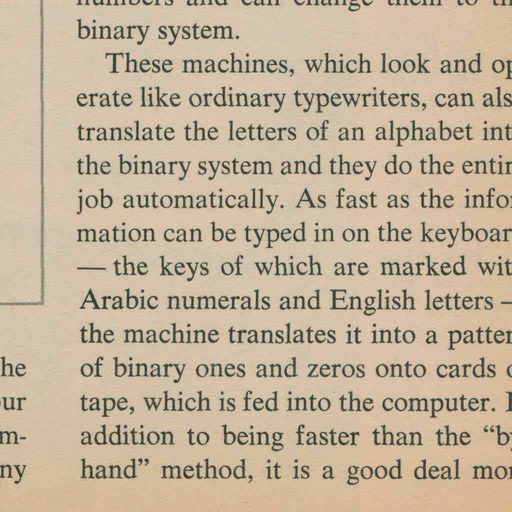 numbers and can change them to
binary system.
These machines, which look and op
erate like ordinary typewriters, can als
translate the letters of an alphabet int
the binary system and they do the entir
job automatically. As fast as the infor
mation can be typed in on the keyboar
— the keys of which are marked wit
Arabic numerals and English letters –
the machine translates it into a patter
of binary ones and zeros onto cards o
tape, which is fed into the computer. I
addition to being faster than the “by
hand” method, it is a good deal mor
he
our
m-
ny